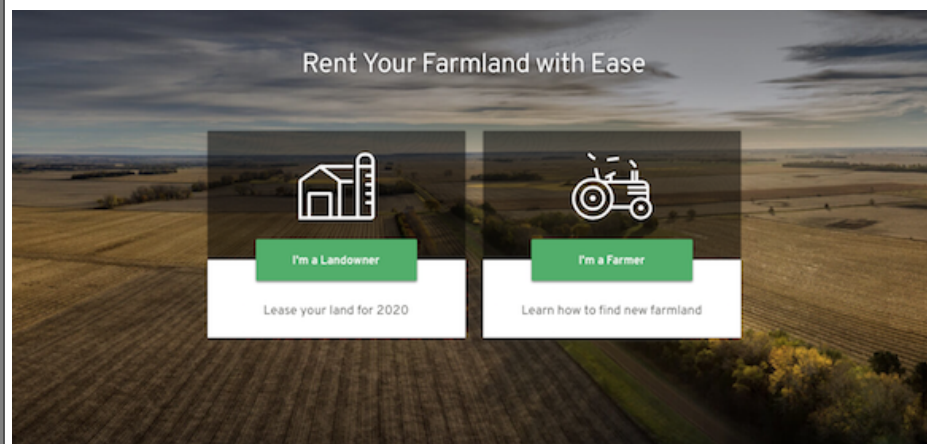 Rent Your Farmland with Ease
I'm a Landowner
Lease your land for 2020
I'm a Farmer
Learn how to find new farmland